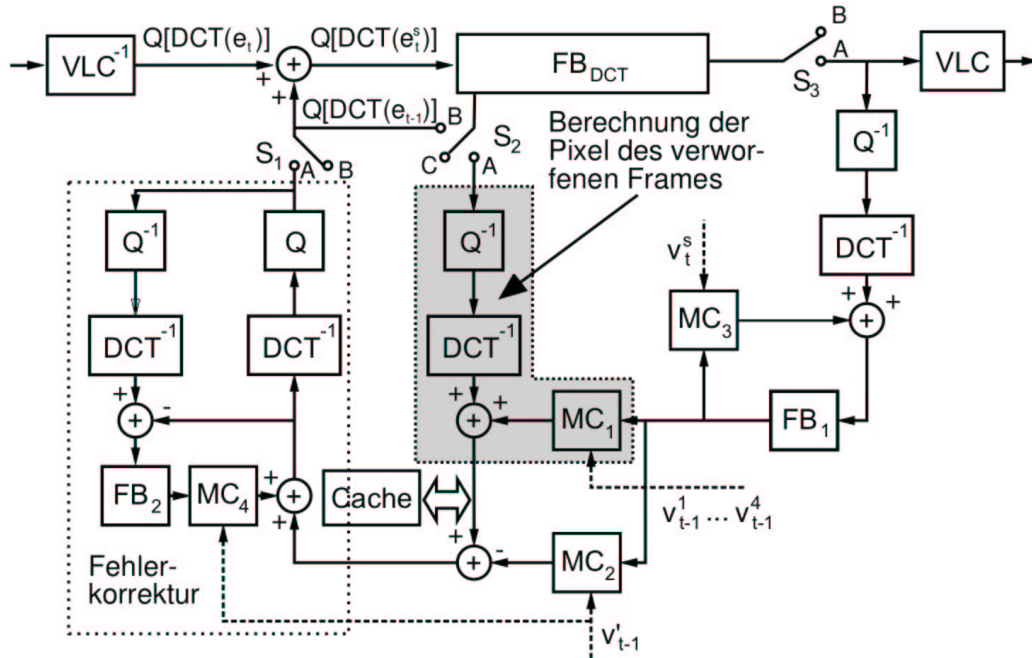 Q[DCT(e_t)]
Q[DCT(e_t^s)]
B
VLC^-1
+
+
+
FB_DCT
A
S_3
VLC
Q[DCT(e_t-1)]
B
Berechnung der
Pixel des verwor-
fenen Frames
S_1
A
B
C
S_2
A
Q^-1
Q^-1
Q
Q^-1
DCT^-1
v_t^s
DCT^-1
DCT^-1
DCT^-1
MC_3
+
+
+
+
-
+
+
+
+
MC_1
FB_1
FB_2
MC_4
+
+
+
Cache
v_t-1^1 ... v_t-1^4
+
-
+
MC_2
Fehler-
korrektur
v'_t-1